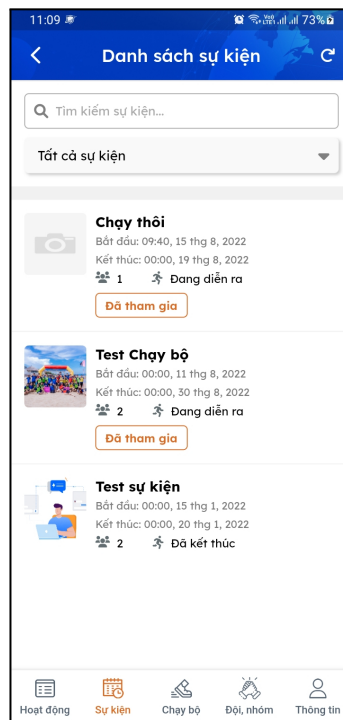 11:09 73%
Danh sách sự kiện
Tìm kiếm sự kiện...
Tất cả sự kiện
Chạy thôi
Bắt đầu: 09:40, 15 thg 8, 2022
Kết thúc: 00:00, 19 thg 8, 2022
1 Đang diễn ra
Đã tham gia
Test Chạy bộ
Bắt đầu: 00:00, 11 thg 8, 2022
Kết thúc: 00:00, 30 thg 8, 2022
2 Đang diễn ra
Đã tham gia
Test sự kiện
Bắt đầu: 00:00, 15 thg 1, 2022
Kết thúc: 00:00, 20 thg 1, 2022
2 Đã kết thúc
Hoạt động Sự kiện Chạy bộ Đội, nhóm Thông tin